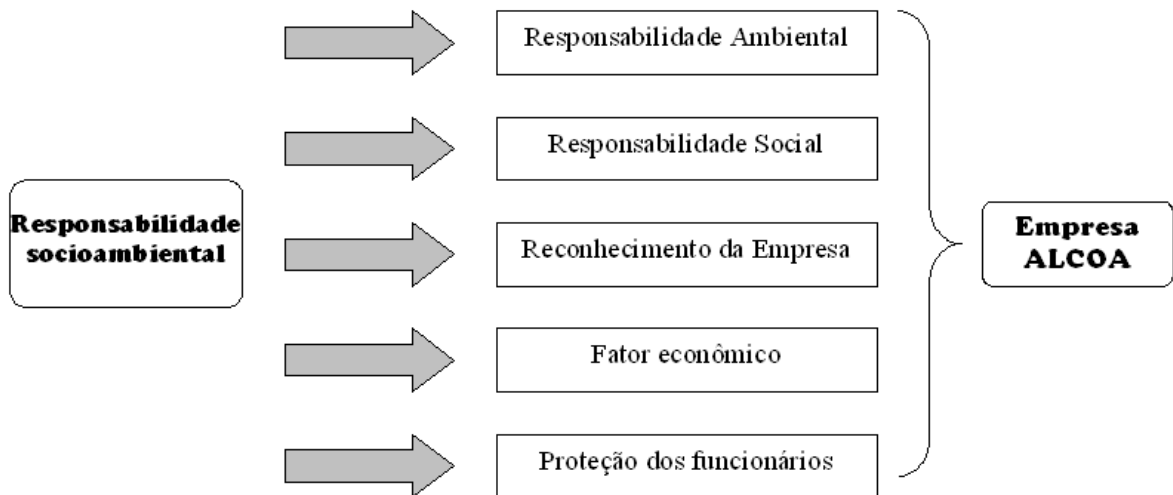 Responsabilidade Ambiental
Responsabilidade Social
Responsabilidade
socioambiental
Reconhecimento da Empresa
Empresa
ALCOA
Fator econômico
Proteção dos funcionários